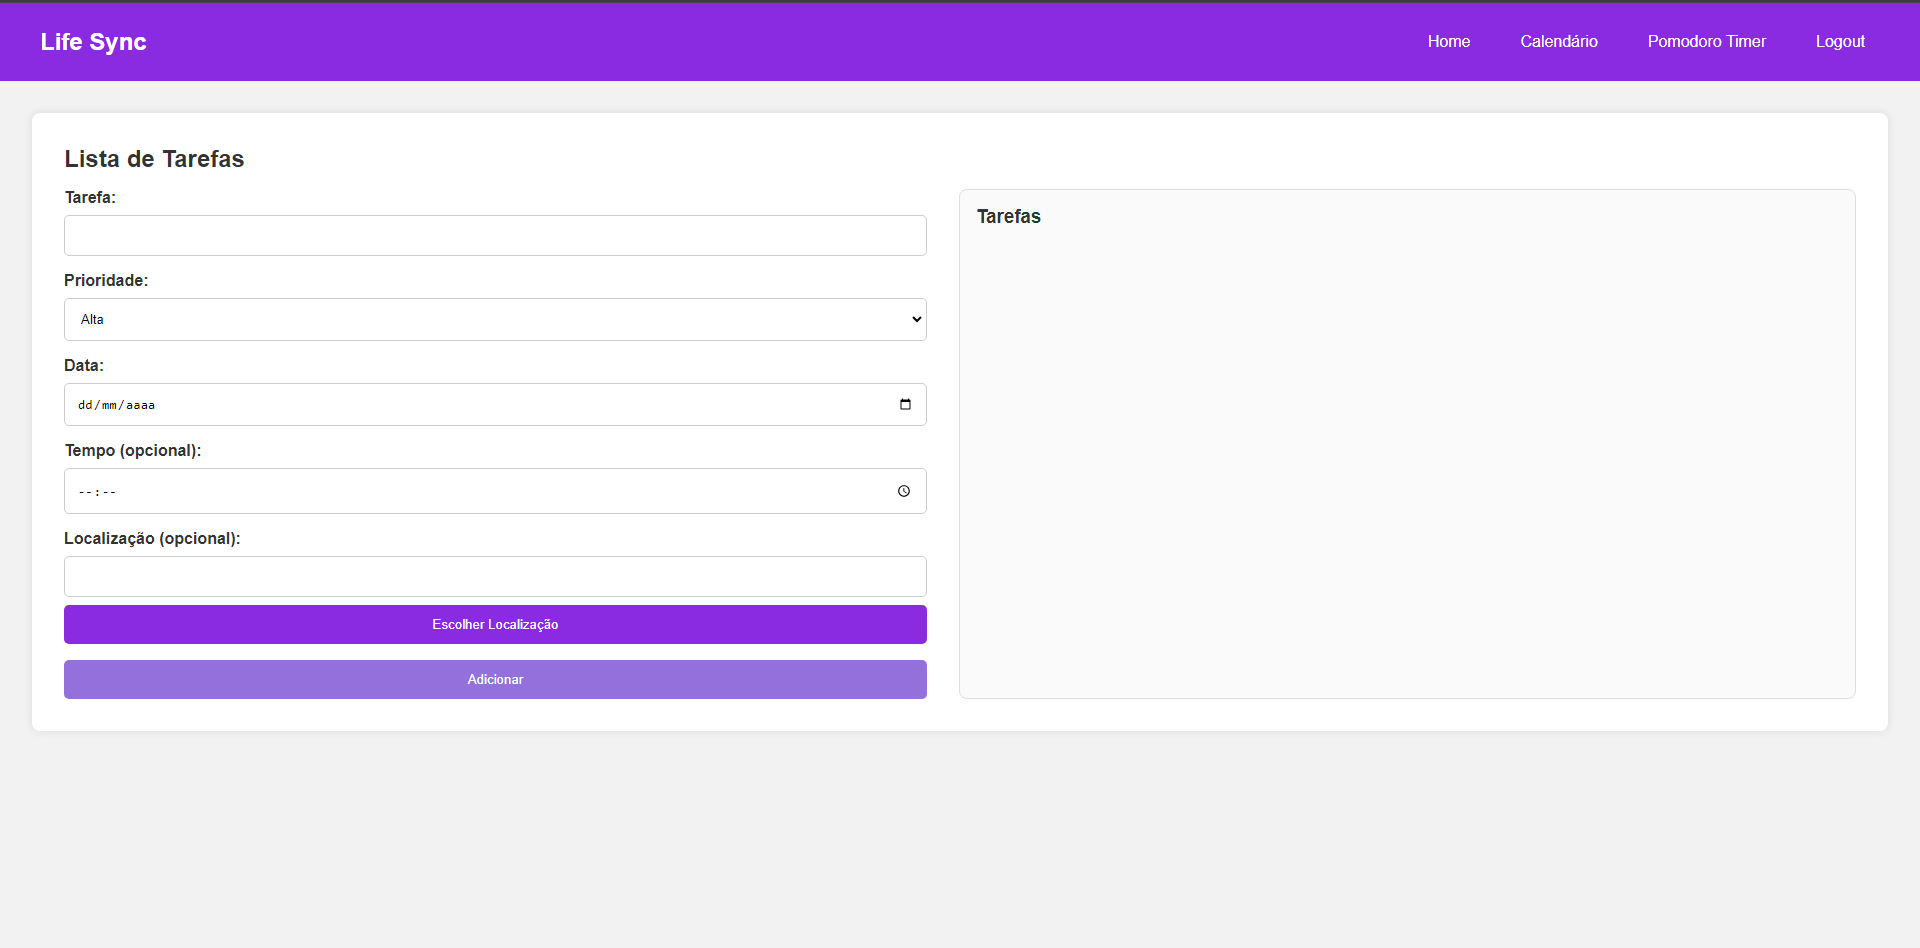 Life Sync
Home
Calendário
Pomodoro Timer
Logout
Lista de Tarefas
Tarefa:
Prioridade:
Alta
Data:
dd/mm/aaaa
Tempo (opcional):
--:--
Localização (opcional):
Escolher Localização
Adicionar
Tarefas